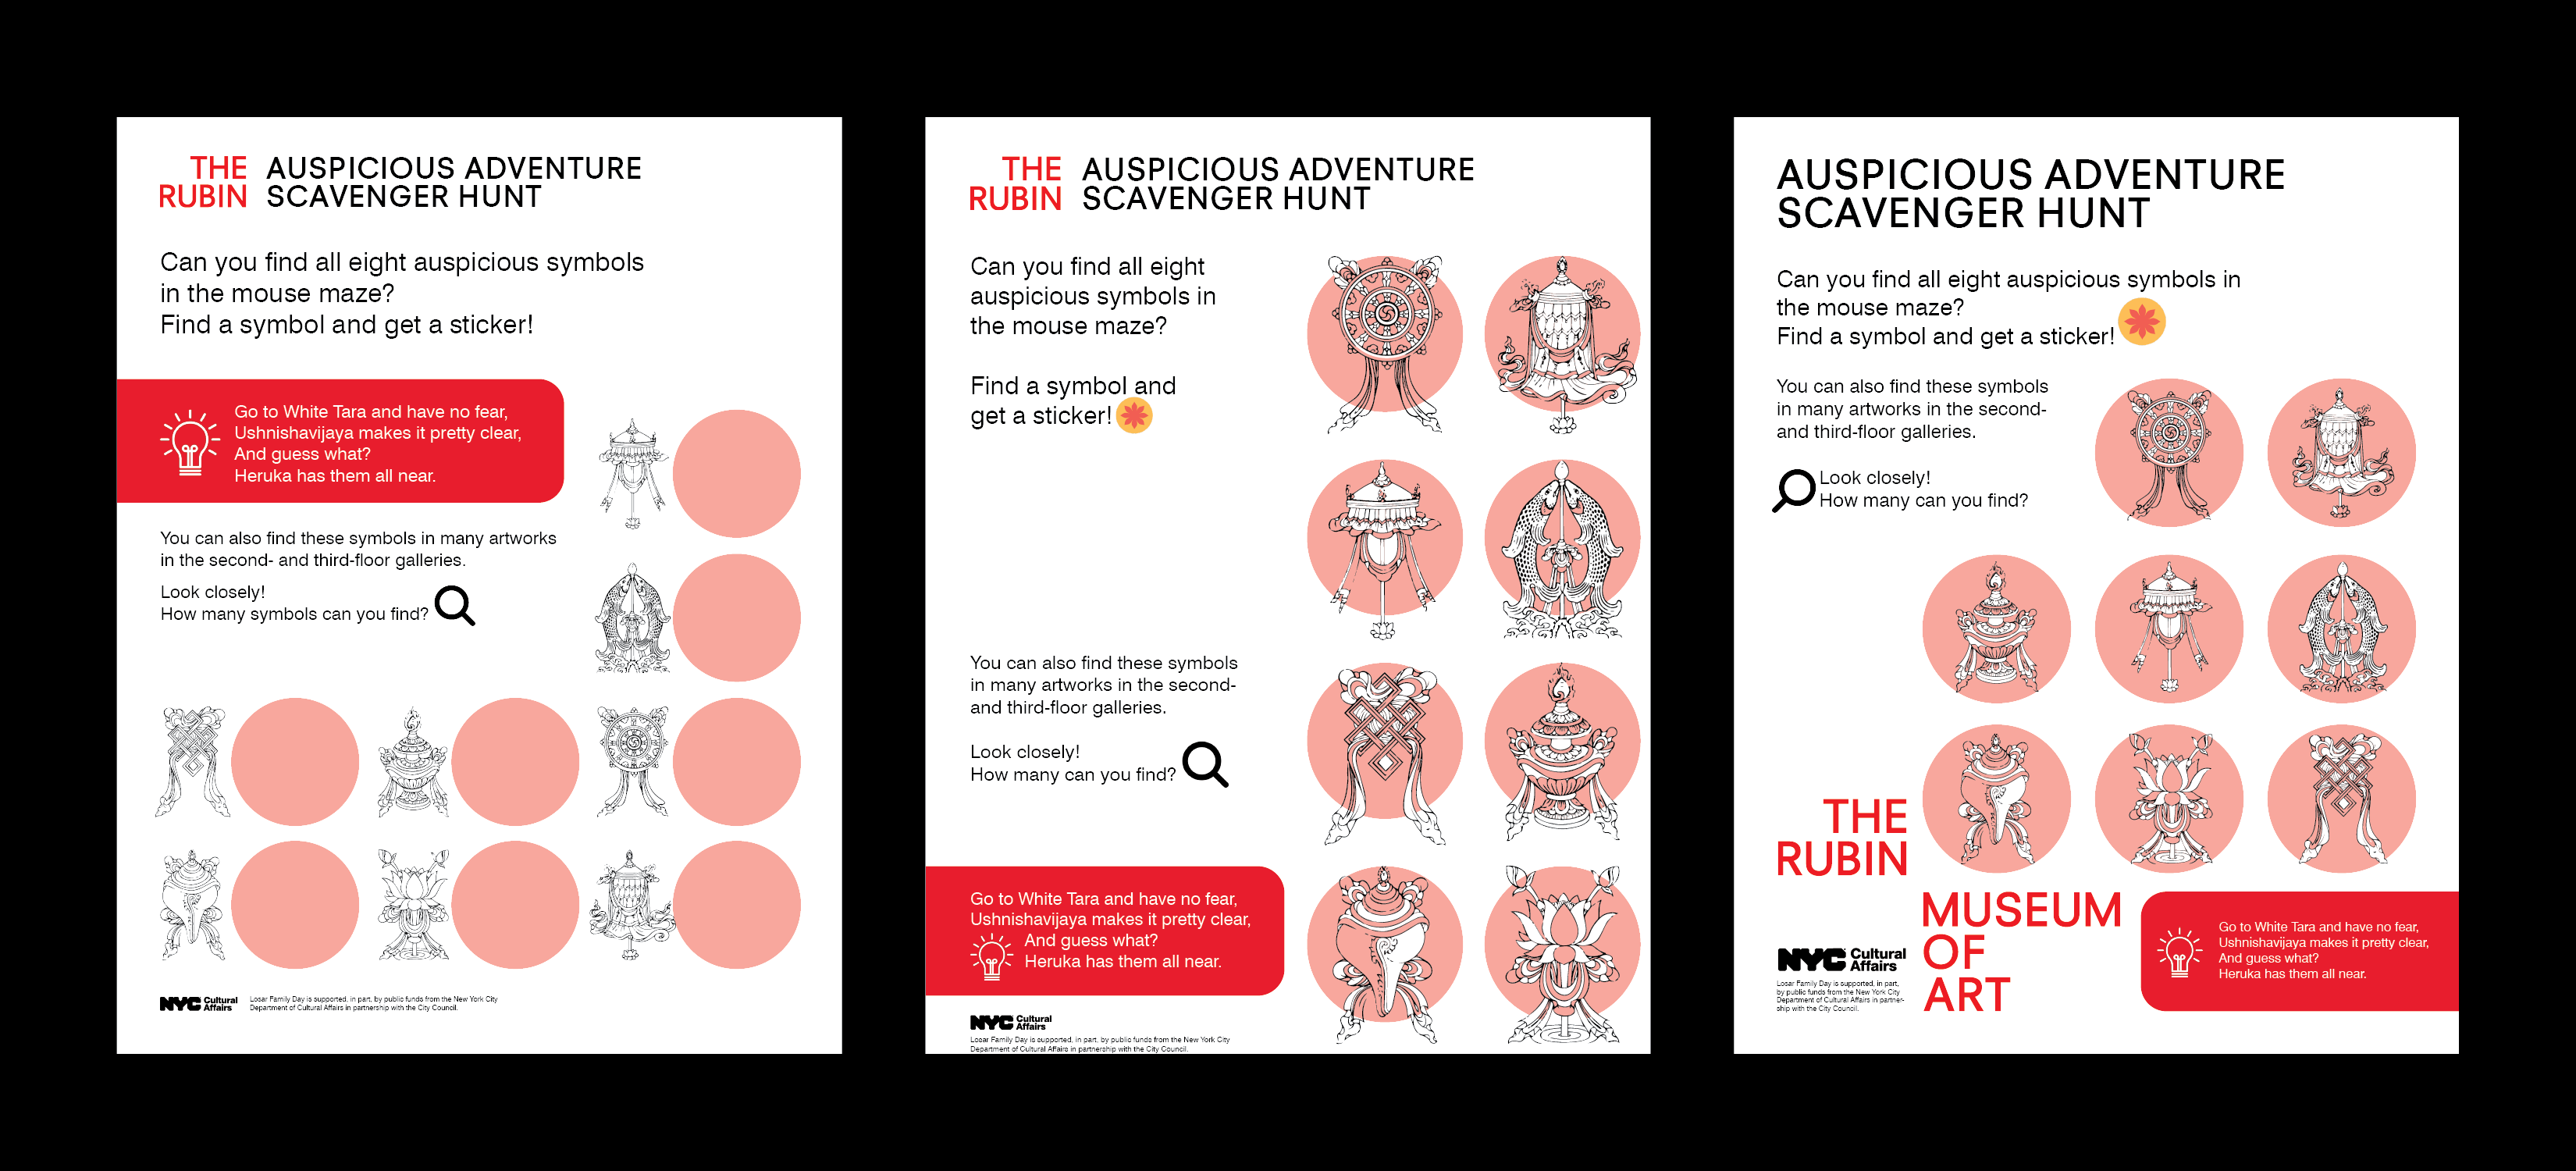 THE
RUBIN
AUSPICIOUS ADVENTURE
SCAVENGER HUNT
Can you find all eight auspicious symbols
in the mouse maze?
Find a symbol and get a sticker!
Go to White Tara and have no fear,
Ushnishavijaya makes it pretty clear,
And guess what?
Heruka has them all near.
You can also find these symbols in many artworks
in the second- and third-floor galleries.
Look closely!
How many symbols can you find?
NYC Cultural
Affairs
Losar Family Day is supported, in part, by public funds from the New York City
Department of Cultural Affairs in partnership with the City Council.
THE
RUBIN
AUSPICIOUS ADVENTURE
SCAVENGER HUNT
Can you find all eight
auspicious symbols in
the mouse maze?
Find a symbol and
get a sticker!
You can also find these symbols
in many artworks in the second-
and third-floor galleries.
Look closely!
How many can you find?
Go to White Tara and have no fear,
Ushnishavijaya makes it pretty clear,
And guess what?
Heruka has them all near.
NYC Cultural
Affairs
Losar Family Day is supported, in part, by public funds from the New York City
Department of Cultural Affairs in partnership with the City Council.
AUSPICIOUS ADVENTURE
SCAVENGER HUNT
Can you find all eight auspicious symbols in
the mouse maze?
Find a symbol and get a sticker!
You can also find these symbols
in many artworks in the second-
and third-floor galleries.
Look closely!
How many can you find?
THE
RUBIN
MUSEUM
OF
ART
NYC Cultural
Affairs
Losar Family Day is supported, in part,
by public funds from the New York City
Department of Cultural Affairs in partner-
ship with the City Council.
Go to White Tara and have no fear,
Ushnishavijaya makes it pretty clear,
And guess what?
Heruka has them all near.